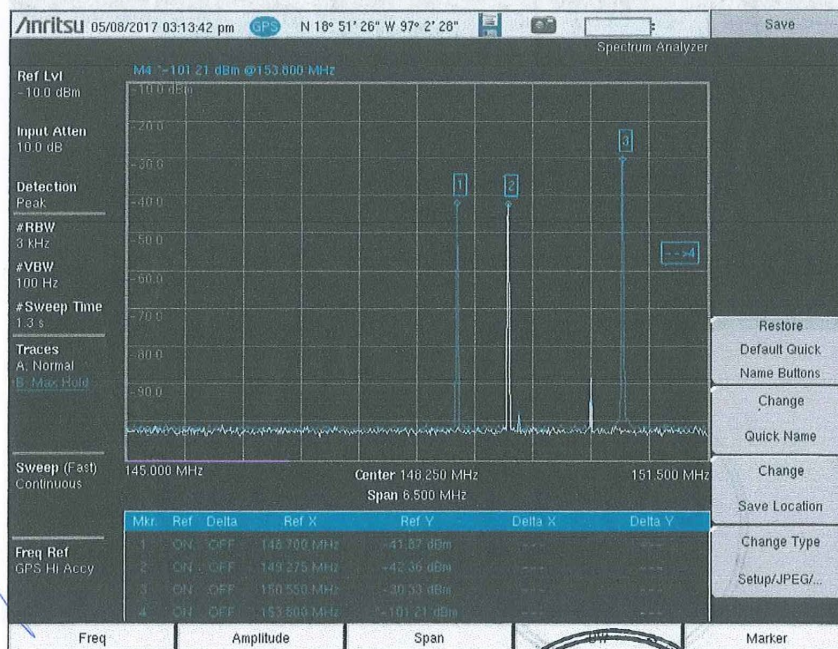 Anritsu 05/08/2017 03:13:42 pm GPS N 18° 51' 26" W 97° 2' 28" Save
Spectrum Analyzer
M4 *-101.21 dBm @153.800 MHz
Ref Lvl
-10.0 dBm
Input Atten
10.0 dB
Detection
Peak
#RBW
3 kHz
#VBW
100 Hz
#Sweep Time
1.3 s
Traces
A: Normal
B: Max Hold
Sweep (Fast)
Continuous
Freq Ref
GPS Hi Accy
-10.0 dBm
-20.0
-30.0
-40.0
-50.0
-60.0
-70.0
-80.0
-90.0
1
2
3
-->4
145.000 MHz Center 148.250 MHz 151.500 MHz
Span 6.500 MHz
Mkr. Ref Delta Ref X Ref Y Delta X Delta Y
1 ON OFF 148.700 MHz -41.87 dBm --- ---
2 ON OFF 149.275 MHz -42.36 dBm --- ---
3 ON OFF 150.550 MHz -30.33 dBm --- ---
4 ON OFF 153.800 MHz *-101.21 dBm --- ---
Restore
Default Quick
Name Buttons
Change
Quick Name
Change
Save Location
Change Type
Setup/JPEG/...
Freq Amplitude Span BW Marker